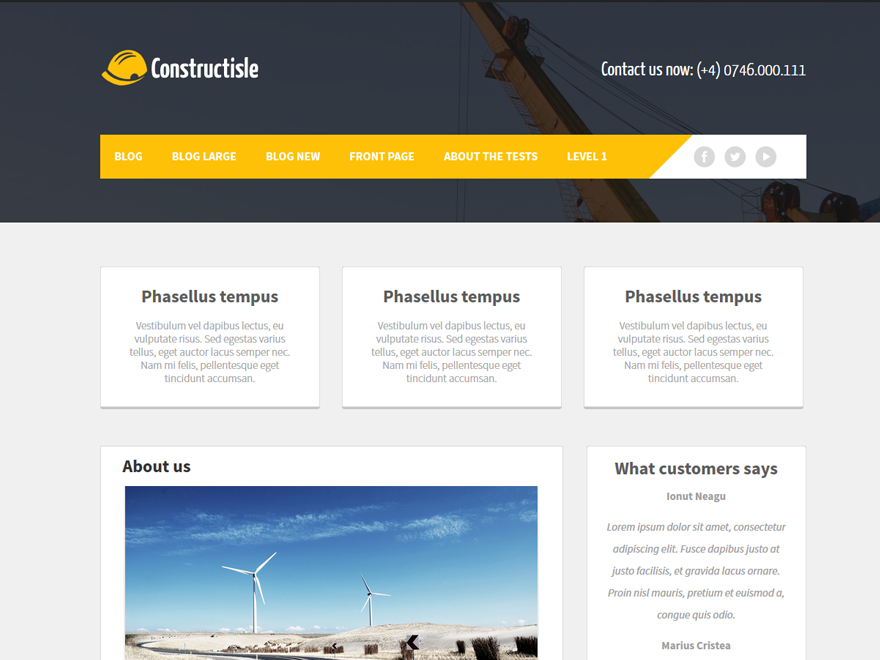 Constructisle
Contact us now: (+4) 0746.000.111
BLOG
BLOG LARGE
BLOG NEW
FRONT PAGE
ABOUT THE TESTS
LEVEL 1
Phasellus tempus
Vestibulum vel dapibus lectus, eu
vulputate risus. Sed egestas varius
tellus, eget auctor lacus semper nec.
Nam mi felis, pellentesque eget
tincidunt accumsan.
Phasellus tempus
Vestibulum vel dapibus lectus, eu
vulputate risus. Sed egestas varius
tellus, eget auctor lacus semper nec.
Nam mi felis, pellentesque eget
tincidunt accumsan.
Phasellus tempus
Vestibulum vel dapibus lectus, eu
vulputate risus. Sed egestas varius
tellus, eget auctor lacus semper nec.
Nam mi felis, pellentesque eget
tincidunt accumsan.
About us
What customers says
Ionut Neagu
Lorem ipsum dolor sit amet, consectetur
adipiscing elit. Fusce dapibus justo at
justo facilisis, et gravida lacus ornare.
Proin nisl mauris, pretium et euismod a,
congue quis odio.
Marius Cristea